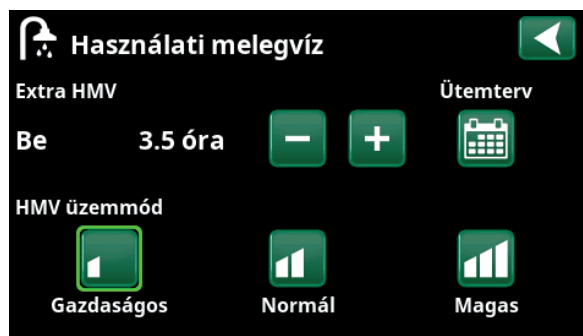 Használati melegvíz
Extra HMV Ütemterv
Be 3.5 óra
HMV üzemmód
Gazdaságos Normál Magas